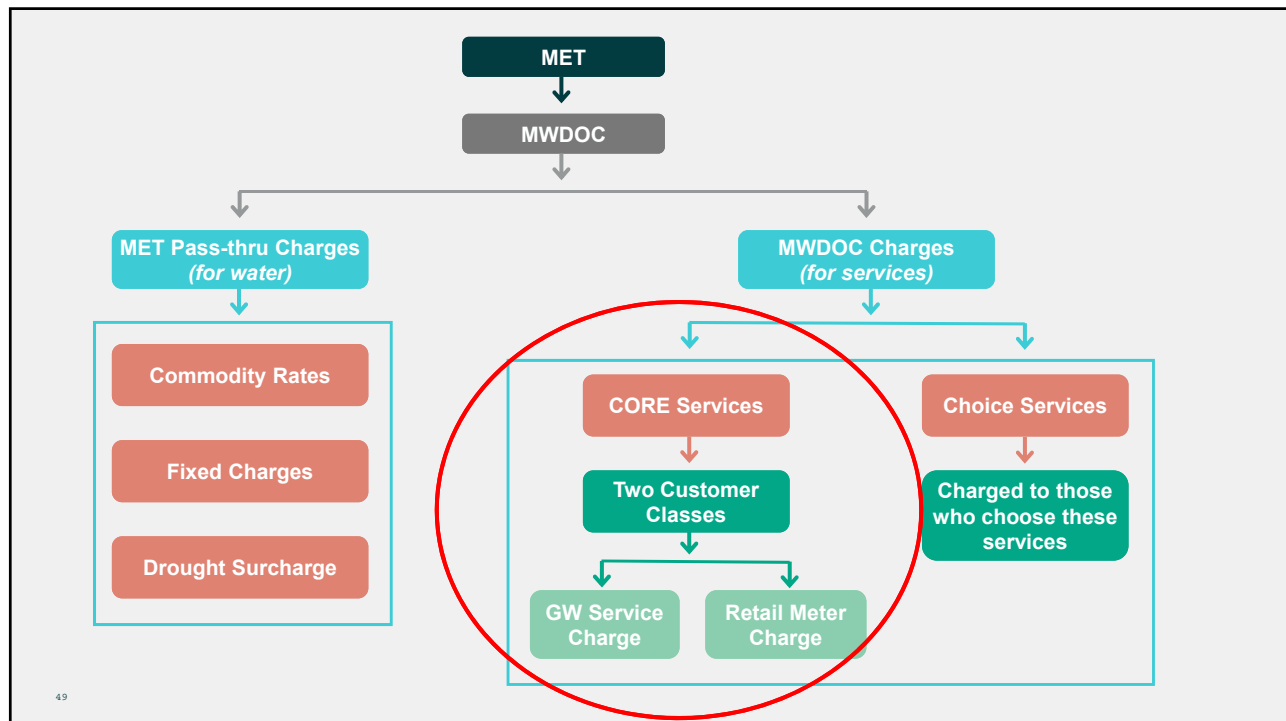 MET
MWDOC
MET Pass-thru Charges
(for water)
MWDOC Charges
(for services)
Commodity Rates
Fixed Charges
Drought Surcharge
CORE Services
Choice Services
Two Customer
Classes
Charged to those
who choose these
services
GW Service
Charge
Retail Meter
Charge
49